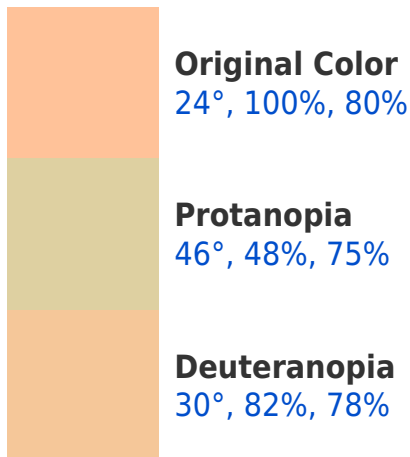 Original Color
24°, 100%, 80%
Protanopia
46°, 48%, 75%
Deuteranopia
30°, 82%, 78%